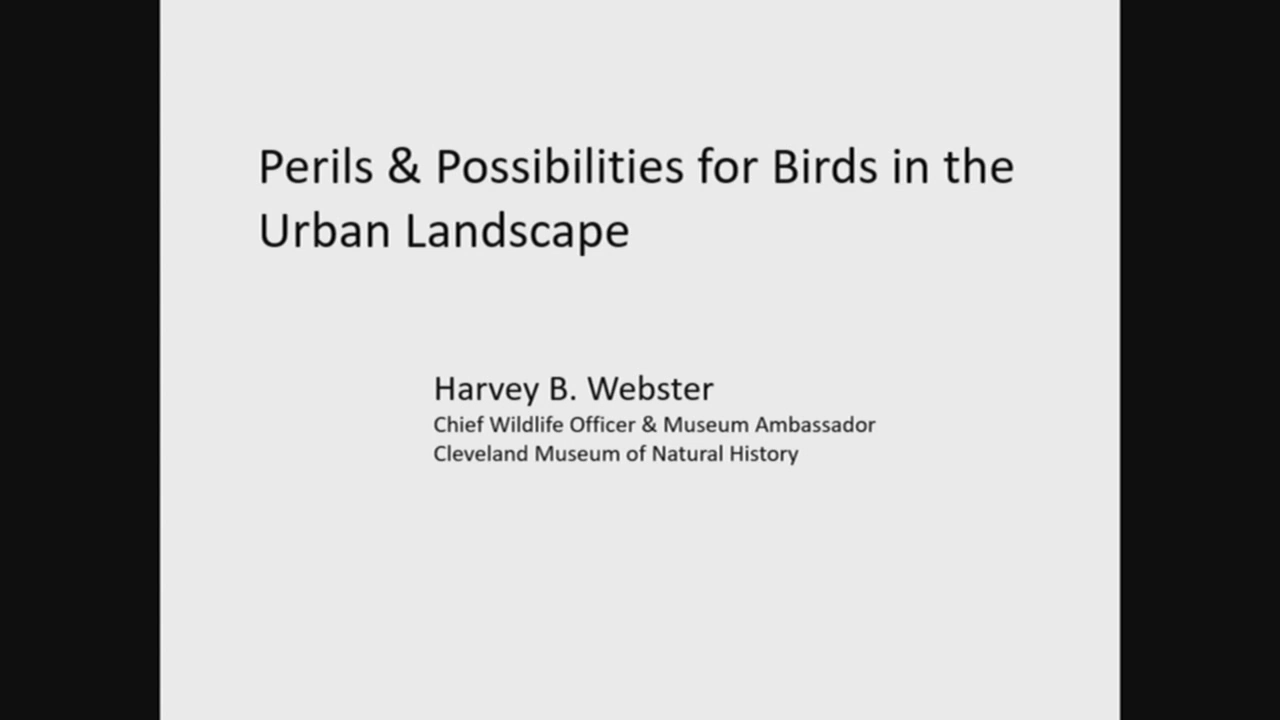 Perils & Possibilities for Birds in the
Urban Landscape
Harvey B. Webster
Chief Wildlife Officer & Museum Ambassador
Cleveland Museum of Natural History